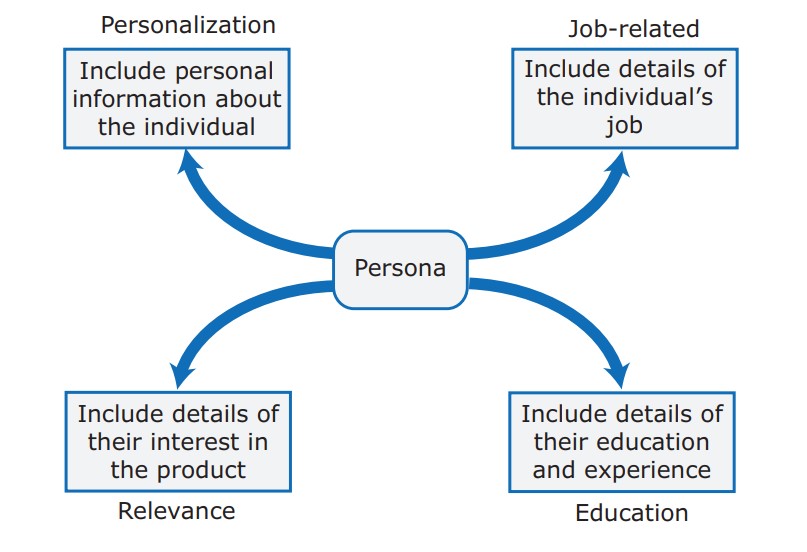 Personalization
Include personal
information about
the individual
Job-related
Include details of
the individual’s
job
Persona
Include details of
their interest in
the product
Relevance
Include details of
their education
and experience
Education